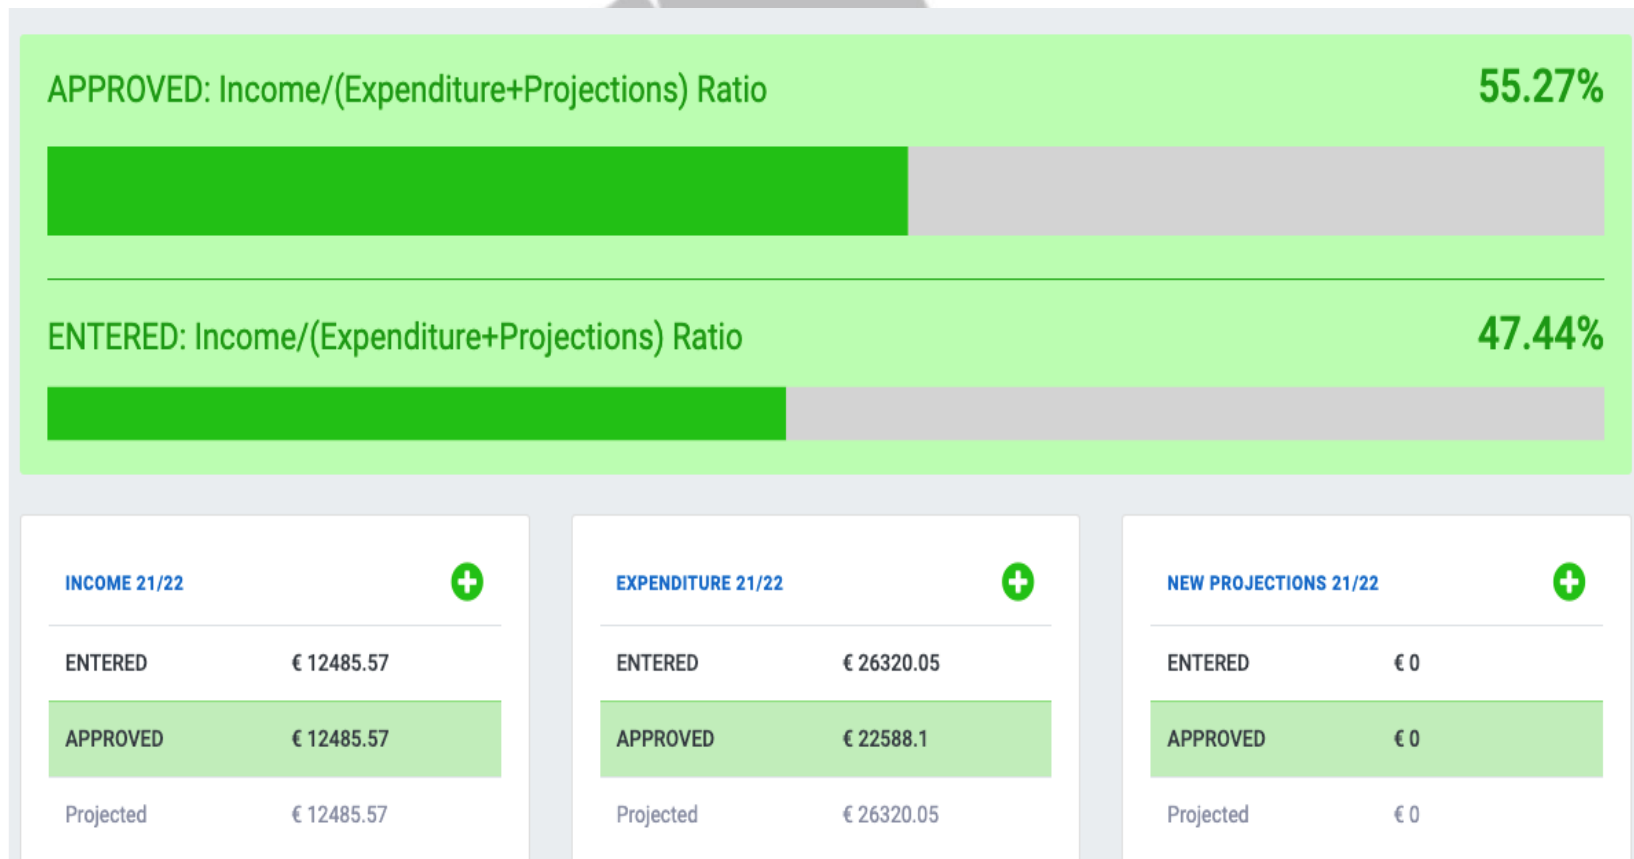 APPROVED: Income/(Expenditure+Projections) Ratio 55.27%
ENTERED: Income/(Expenditure+Projections) Ratio 47.44%
INCOME 21/22
ENTERED € 12485.57
APPROVED € 12485.57
Projected € 12485.57
EXPENDITURE 21/22
ENTERED € 26320.05
APPROVED € 22588.1
Projected € 26320.05
NEW PROJECTIONS 21/22
ENTERED € 0
APPROVED € 0
Projected € 0